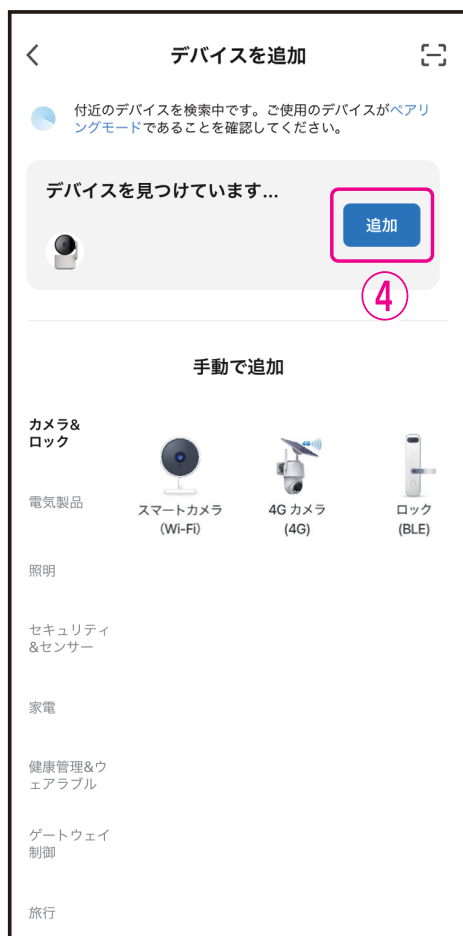 デバイスを追加
付近のデバイスを検索中です。ご使用のデバイスがペアリ
ングモードであることを確認してください。
デバイスを見つけています...
追加
④
手動で追加
カメラ&
ロック
スマートカメラ
(Wi-Fi)
4G
4G カメラ
(4G)
ロック
(BLE)
電気製品
照明
セキュリティ
&センサー
家電
健康管理&ウ
ェアラブル
ゲートウェイ
制御
旅行